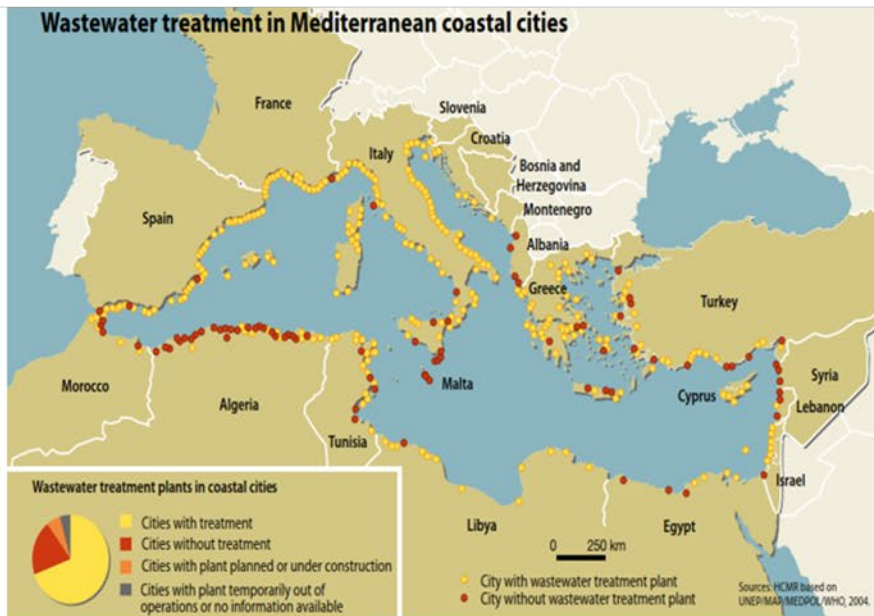 Wastewater treatment in Mediterranean coastal cities
France
Slovenia
Croatia
Italy
Bosnia and
Herzegovina
Montenegro
Spain
Albania
Greece
Turkey
Morocco
Algeria
Tunisia
Malta
Cyprus
Syria
Lebanon
Israel
Libya
Egypt
Wastewater treatment plants in coastal cities
Cities with treatment
Cities without treatment
Cities with plant planned or under construction
Cities with plant temporarily out of
operations or no information available
0 250 km
City with wastewater treatment plant
City without wastewater treatment plant
Sources: HCMR based on
UNEP/MAP/MEDPOL/WHO, 2004.